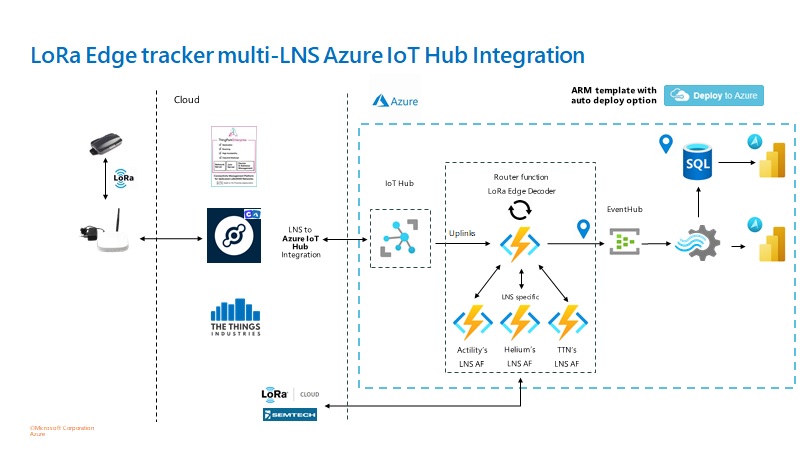 LoRa Edge tracker multi-LNS Azure IoT Hub Integration
ARM template with
auto deploy option
Deploy to Azure
Cloud
Azure
ThingPark Enterprise
LoRa
IoT Hub
Router function
LoRa Edge Decoder
SQL
LNS to
Azure IoT
Hub
Integration
Uplinks
EventHub
LNS specific
THE THINGS
INDUSTRIES
Actility's
LNS AF
Helium's
LNS AF
TTN's
LNS AF
LoRa CLOUD
SEMTECH
©Microsoft Corporation
Azure